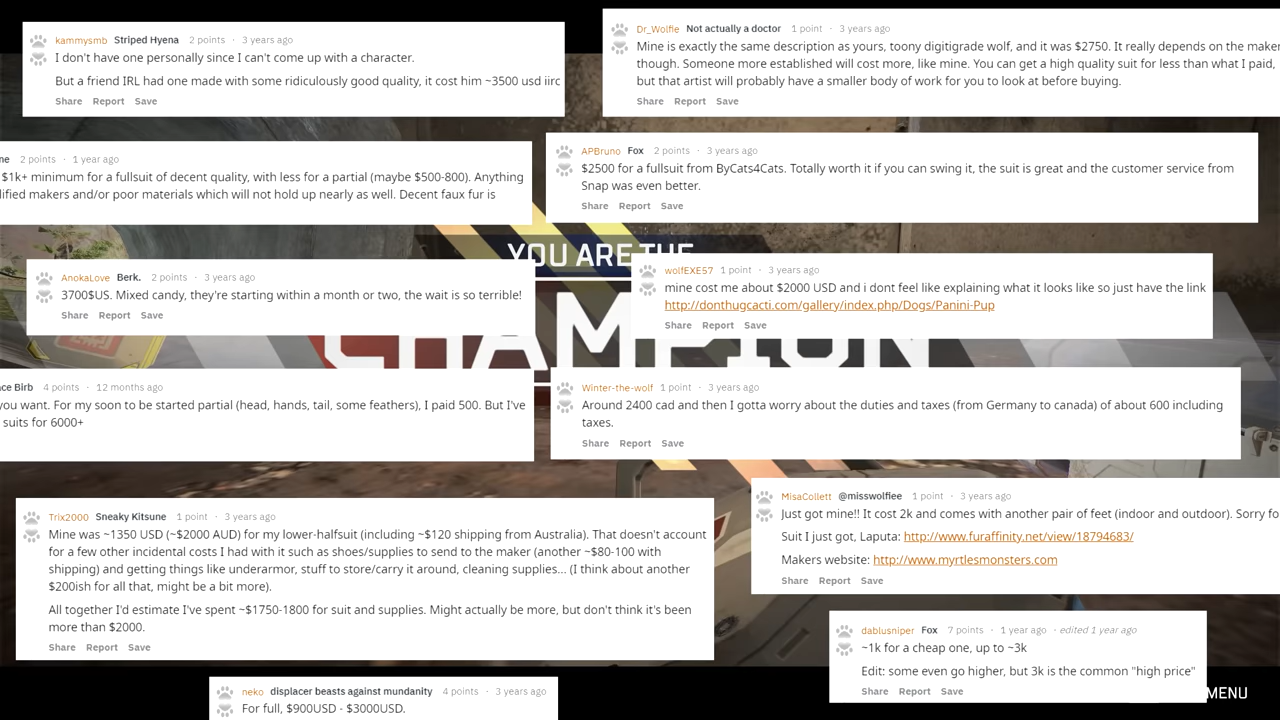 kammysmb Striped Hyena 2 points · 3 years ago
I don't have one personally since I can't come up with a character.
But a friend IRL had one made with some ridiculously good quality, it cost him ~3500 usd iirc
Share Report Save
Dr_Wolfie Not actually a doctor 1 point · 3 years ago
Mine is exactly the same description as yours, toony digitigrade wolf, and it was $2750. It really depends on the maker
though. Someone more established will cost more, like mine. You can get a high quality suit for less than what I paid,
but that artist will probably have a smaller body of work for you to look at before buying.
Share Report Save
ne 2 points · 1 year ago
$1k+ minimum for a fullsuit of decent quality, with less for a partial (maybe $500-800). Anything
lified makers and/or poor materials which will not hold up nearly as well. Decent faux fur is
APBruno Fox 2 points · 3 years ago
$2500 for a fullsuit from ByCats4Cats. Totally worth it if you can swing it, the suit is great and the customer service from
Snap was even better.
Share Report Save
YOU ARE THE
CHAMPION
AnokaLove Berk. 2 points · 3 years ago
3700$US. Mixed candy, they're starting within a month or two, the wait is so terrible!
Share Report Save
wolfEXE57 1 point · 3 years ago
mine cost me about $2000 USD and i dont feel like explaining what it looks like so just have the link
http://donthugcacti.com/gallery/index.php/Dogs/Panini-Pup
Share Report Save
ace Birb 4 points · 12 months ago
you want. For my soon to be started partial (head, hands, tail, some feathers), I paid 500. But I've
suits for 6000+
Winter-the-wolf 1 point · 3 years ago
Around 2400 cad and then I gotta worry about the duties and taxes (from Germany to canada) of about 600 including
taxes.
Share Report Save
Trix2000 Sneaky Kitsune 1 point · 3 years ago
Mine was ~1350 USD (~$2000 AUD) for my lower-halfsuit (including ~$120 shipping from Australia). That doesn't account
for a few other incidental costs I had with it such as shoes/supplies to send to the maker (another ~$80-100 with
shipping) and getting things like underarmor, stuff to store/carry it around, cleaning supplies... (I think about another
$200ish for all that, might be a bit more).
All together I'd estimate I've spent ~$1750-1800 for suit and supplies. Might actually be more, but don't think it's been
more than $2000.
Share Report Save
MisaCollett @misswolfiee 1 point · 3 years ago
Just got mine!! It cost 2k and comes with another pair of feet (indoor and outdoor). Sorry fo
Suit I just got, Laputa: http://www.furaffinity.net/view/18794683/
Makers website: http://www.myrtlesmonsters.com
Share Report Save
dablusniper Fox 7 points · 1 year ago · edited 1 year ago
~1k for a cheap one, up to ~3k
Edit: some even go higher, but 3k is the common "high price"
Share Report Save
MENU
neko displacer beasts against mundanity 4 points · 3 years ago
For full, $900USD - $3000USD.